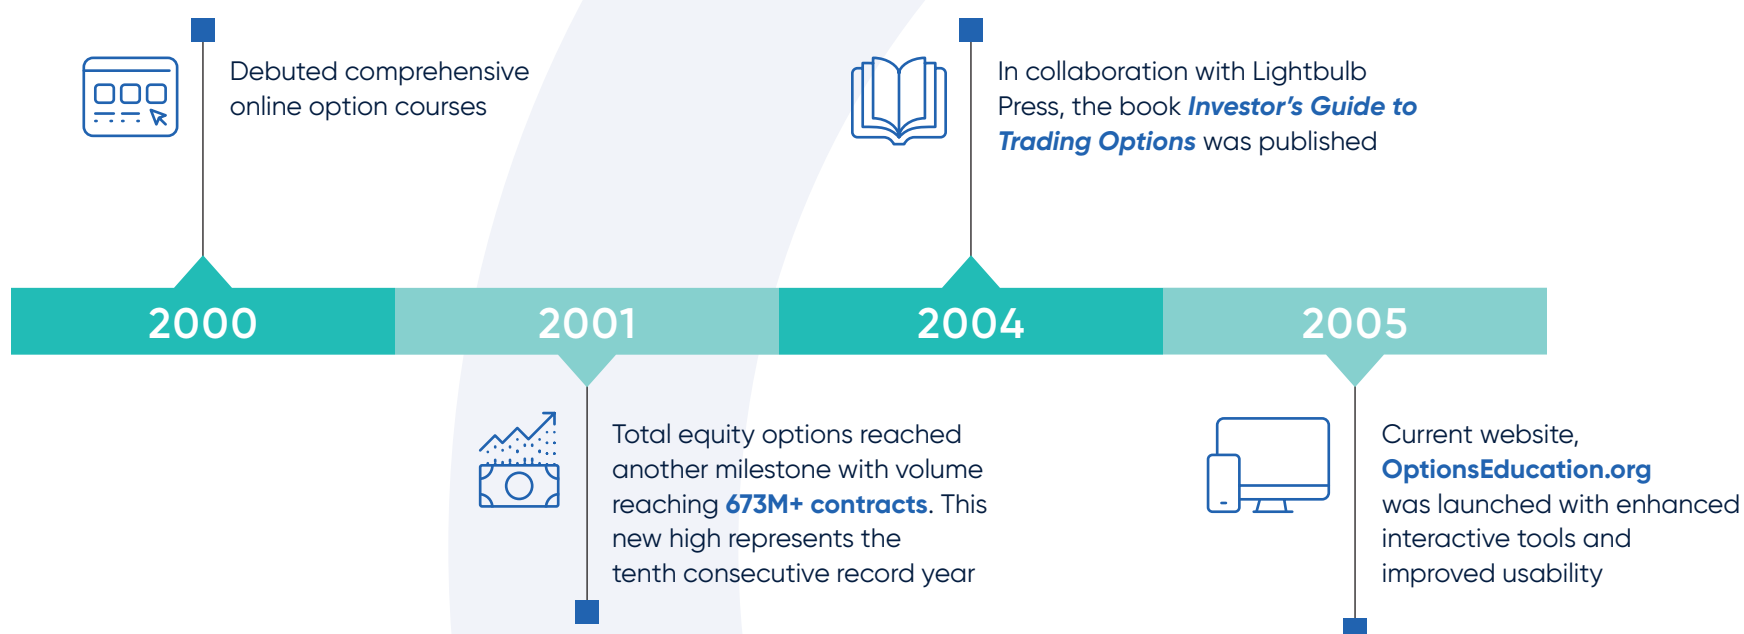 Debuted comprehensive
online option courses
In collaboration with Lightbulb
Press, the book Investor’s Guide to
Trading Options was published
2000
2001
2004
2005
Total equity options reached
another milestone with volume
reaching 673M+ contracts. This
new high represents the
tenth consecutive record year
Current website,
OptionsEducation.org
was launched with enhanced
interactive tools and
improved usability